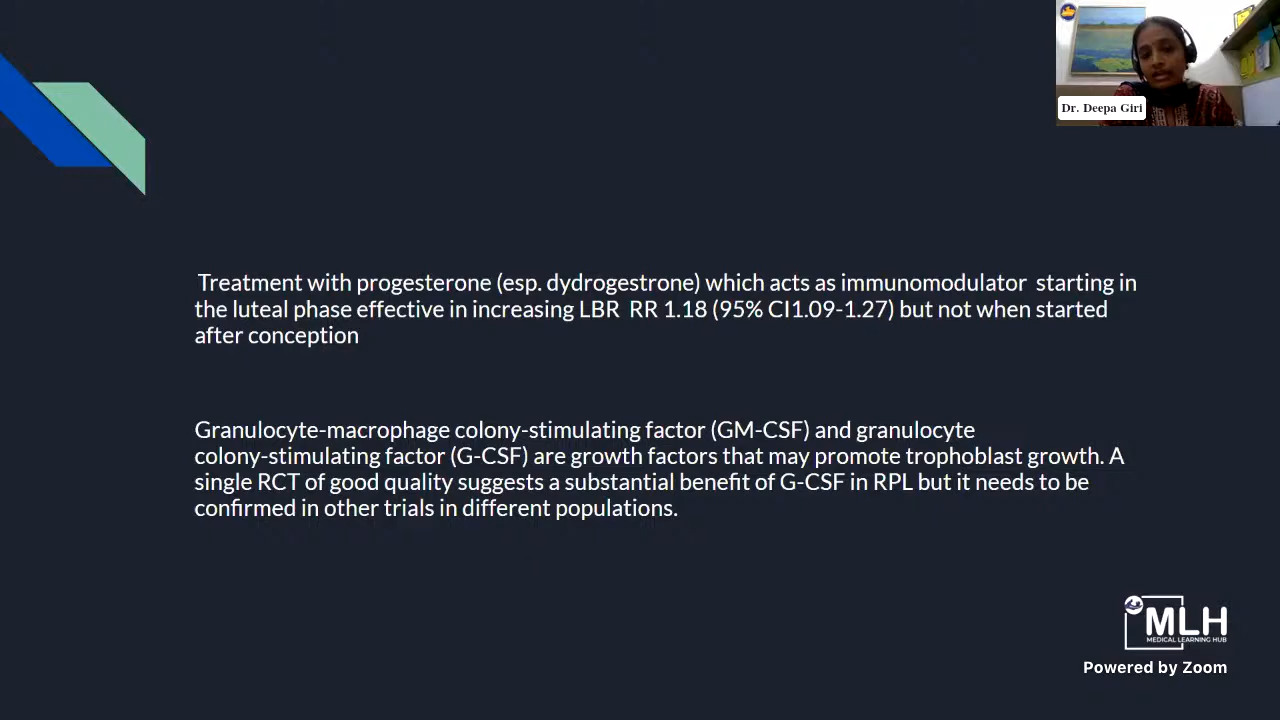 Dr. Deepa Giri
Treatment with progesterone (esp. dydrogestrone) which acts as immunomodulator starting in
the luteal phase effective in increasing LBR RR 1.18 (95% CI1.09-1.27) but not when started
after conception
Granulocyte-macrophage colony-stimulating factor (GM-CSF) and granulocyte
colony-stimulating factor (G-CSF) are growth factors that may promote trophoblast growth. A
single RCT of good quality suggests a substantial benefit of G-CSF in RPL but it needs to be
confirmed in other trials in different populations.
MLH
MEDICAL LEARNING HUB
Powered by Zoom